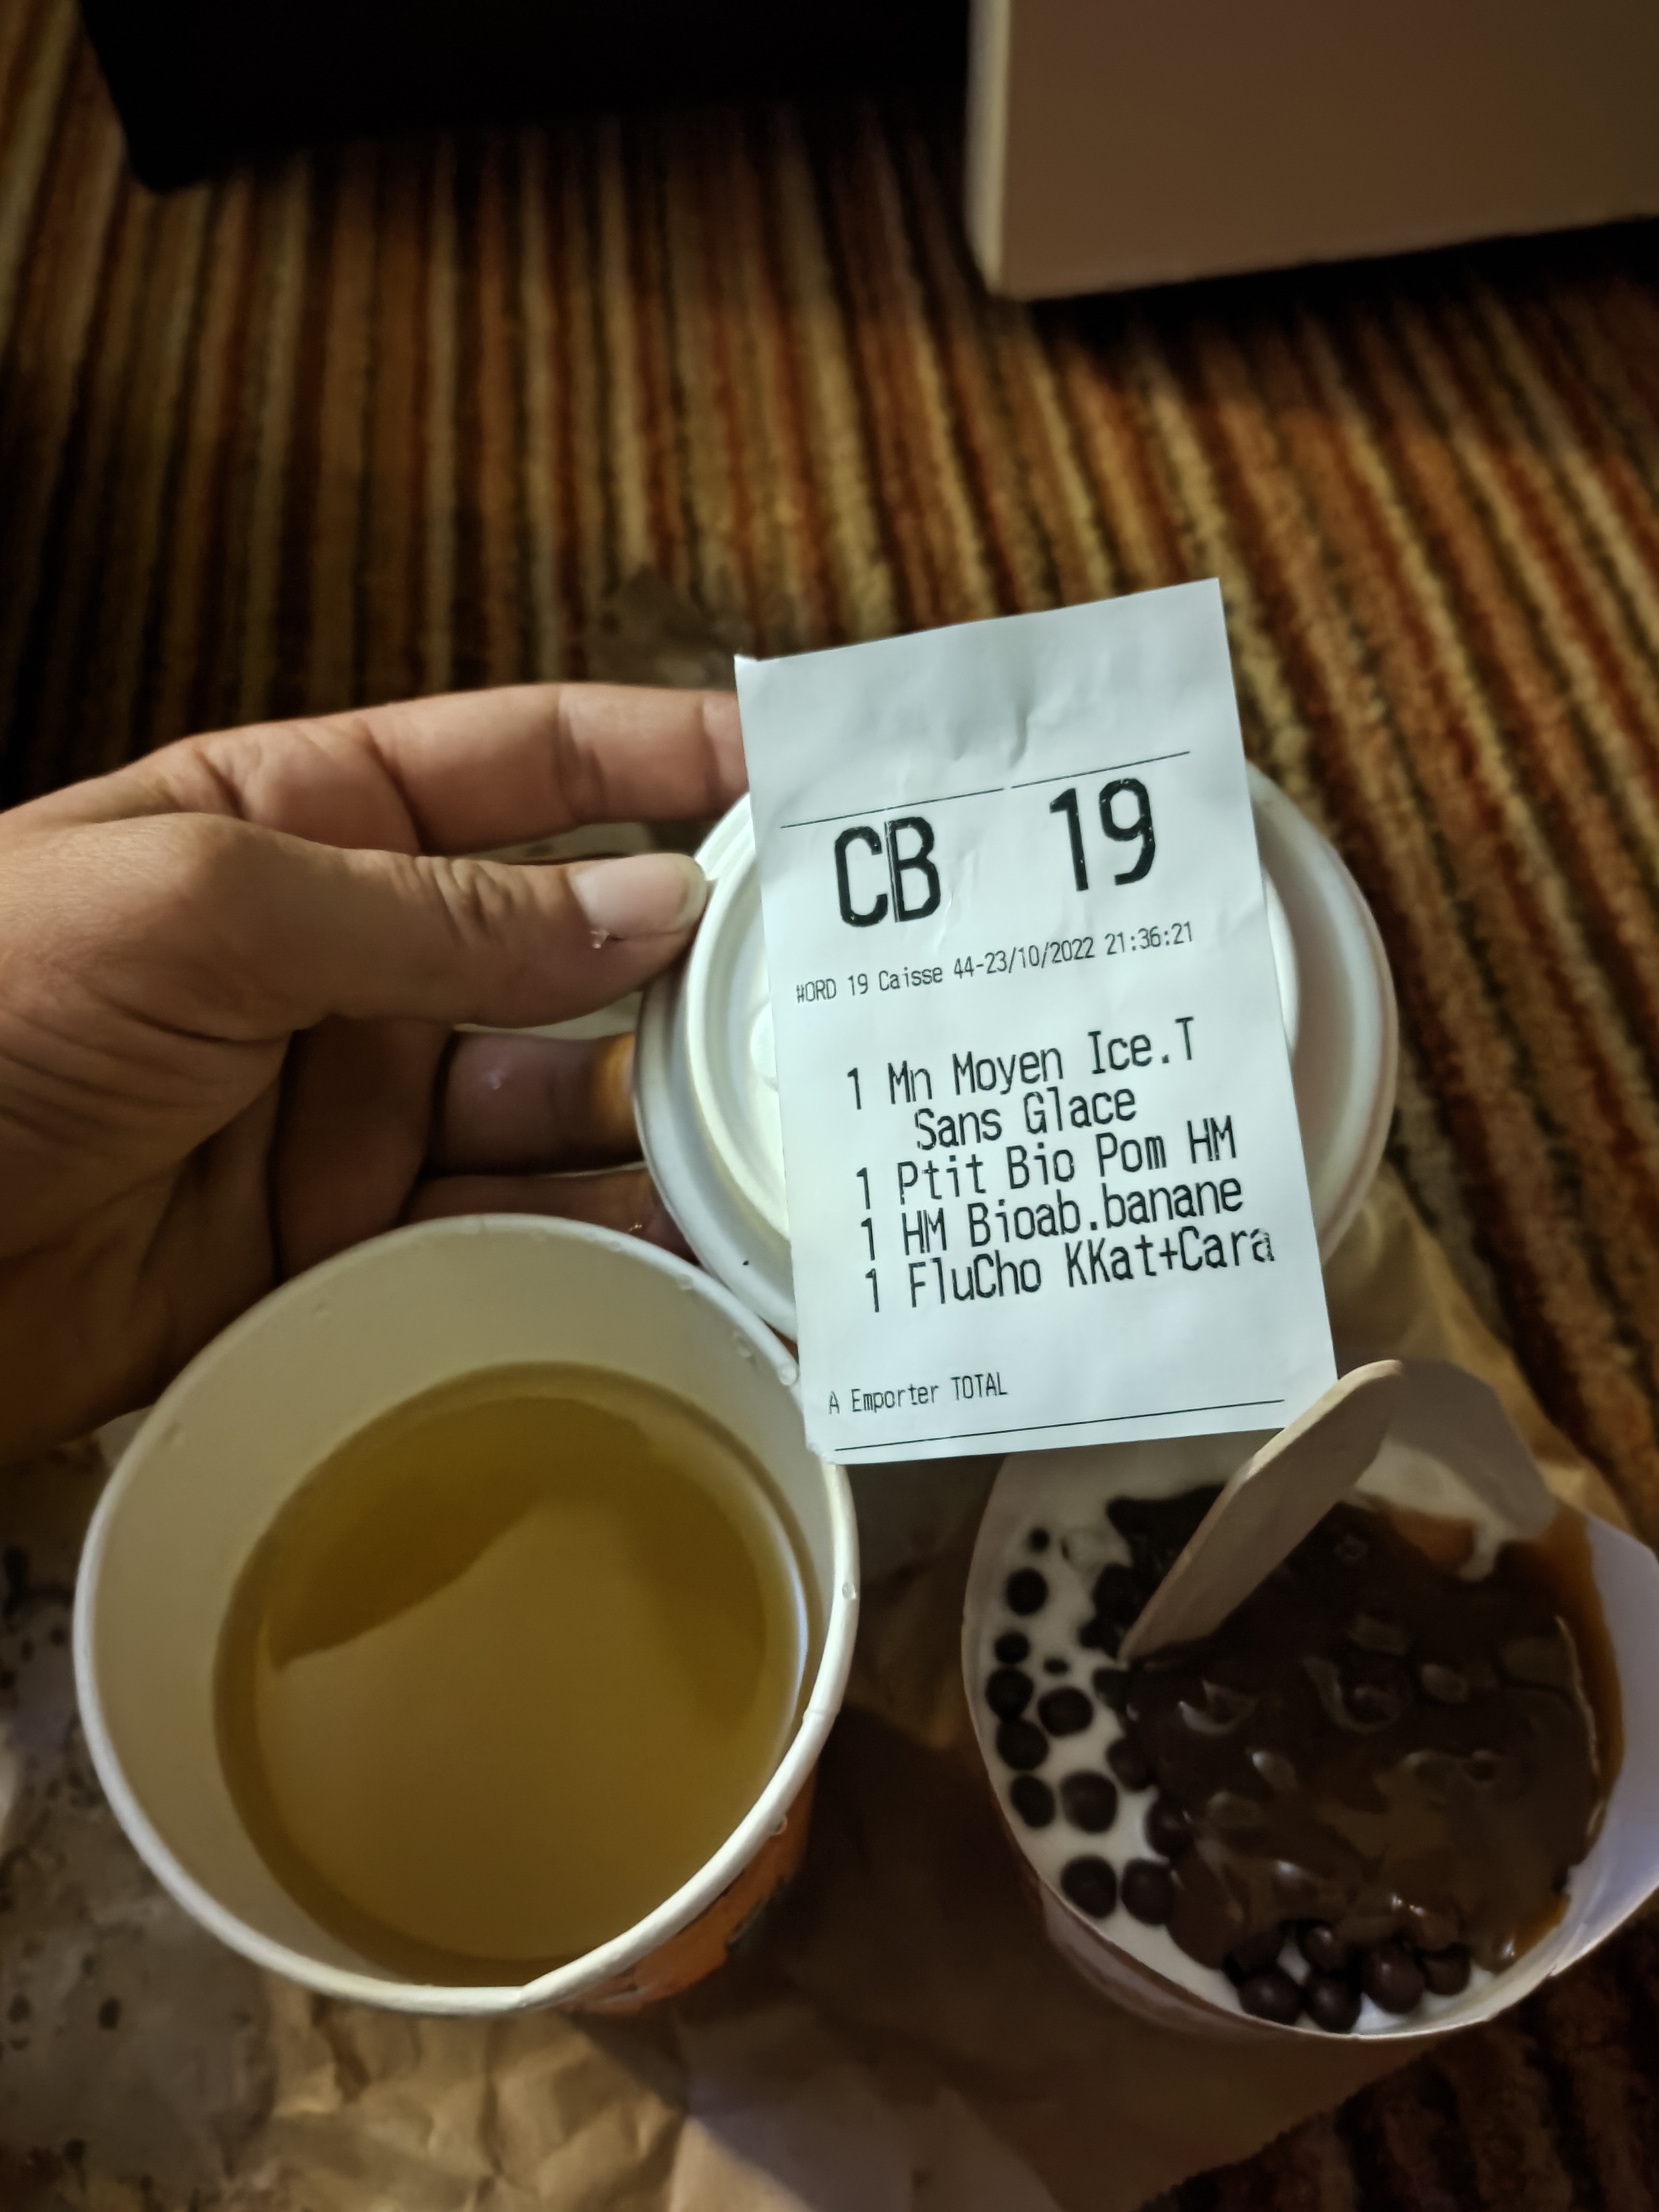 CB 19
#ORD 19 Caisse 44-23/10/2022 21:36:21
1 Mn Moyen Ice.T
Sans Glace
1 Ptit Bio Pom HM
1 HM Bioab.banane
1 FluCho KKat+Cara
A Emporter TOTAL